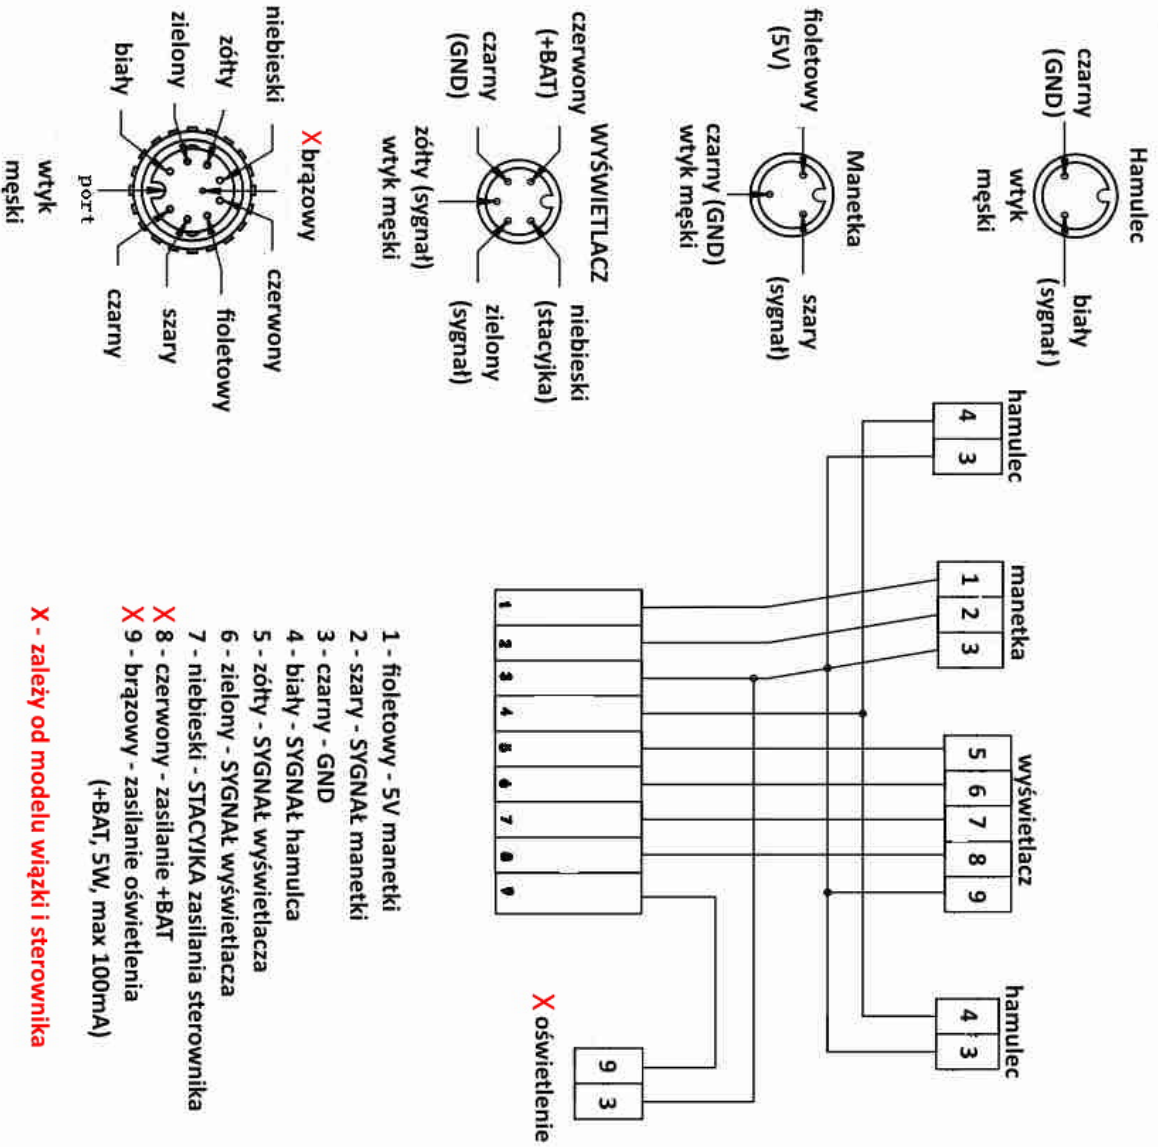 Hamulec
czarny
(GND)
biały
(sygnał)
wtyk
męski
Manetka
fioletowy
(5V)
szary
(sygnał)
czarny (GND)
wtyk męski
WYŚWIETLACZ
czerwony
(+BAT)
niebieski
(stacyjka)
czarny
(GND)
zielony
(sygnał)
zółty (sygnał)
wtyk męski
X brązowy
niebieski
czerwony
zółty
fioletowy
zielony
szary
biały
czarny
port
wtyk
męski
hamulec
4 3
manetka
1 2 3
wyświetlacz
5 6 7 8 9
hamulec
4 3
1 2 3 4 5 6 7 8 9
X oświetlenie
9 3
1 - fioletowy - 5V manetki
2 - szary - SYGNAŁ manetki
3 - czarny - GND
4 - biały - SYGNAŁ hamulca
5 - zółty - SYGNAŁ wyświetlacza
6 - zielony - SYGNAŁ wyświetlacza
7 - niebieski - STACYJKA zasilania sterownika
X 8 - czerwony - zasilanie +BAT
X 9 - brązowy - zasilanie oświetlenia
(+BAT, 5W, max 100mA)
X - zależy od modelu wiązki i sterownika